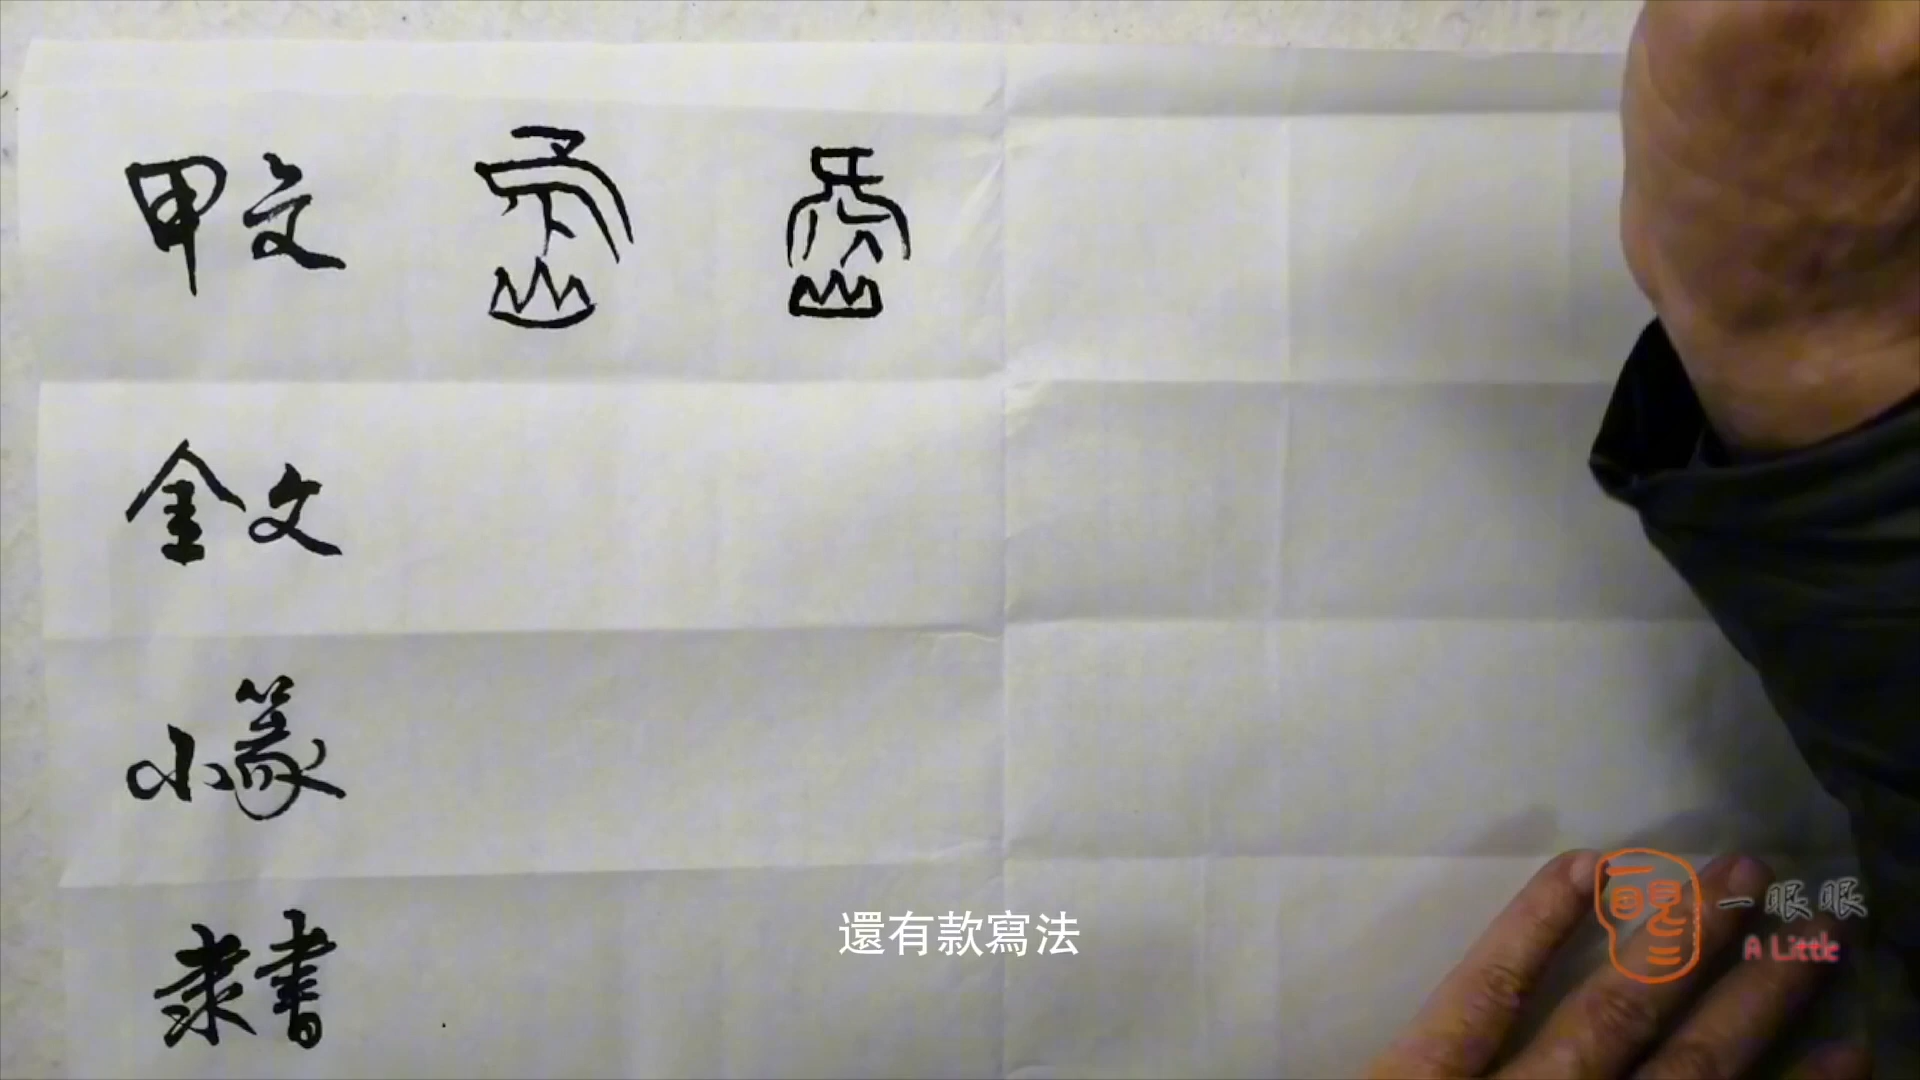 甲文
金文
小篆
隶書
還有款寫法
一眼眼
A Little